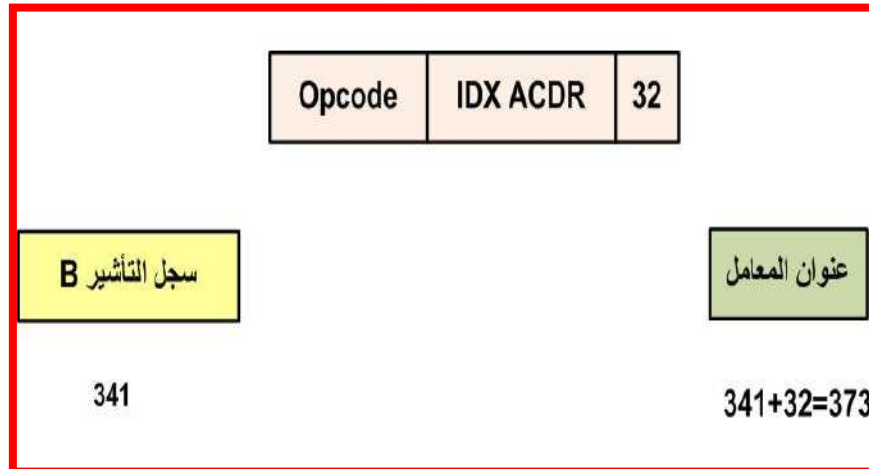 Opcode IDX ACDR 32
سجل التأشير B
عنوان المعامل
341
341+32=373